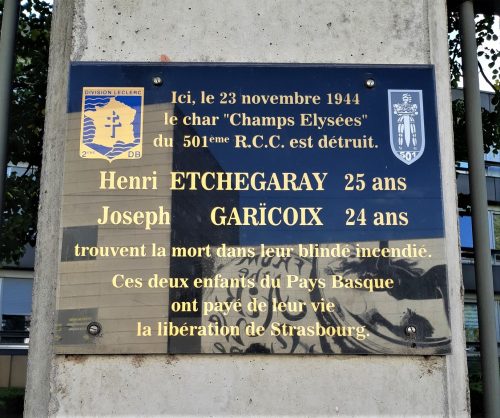 DIVISION LECLERC
2ème DB
Ici, le 23 novembre 1944
le char "Champs Elysées"
du 501ème R.C.C. est détruit.
501
Henri ETCHEGARAY 25 ans
Joseph GARÏCOIX 24 ans
trouvent la mort dans leur blindé incendié.
Ces deux enfants du Pays Basque
ont payé de leur vie
la libération de Strasbourg.